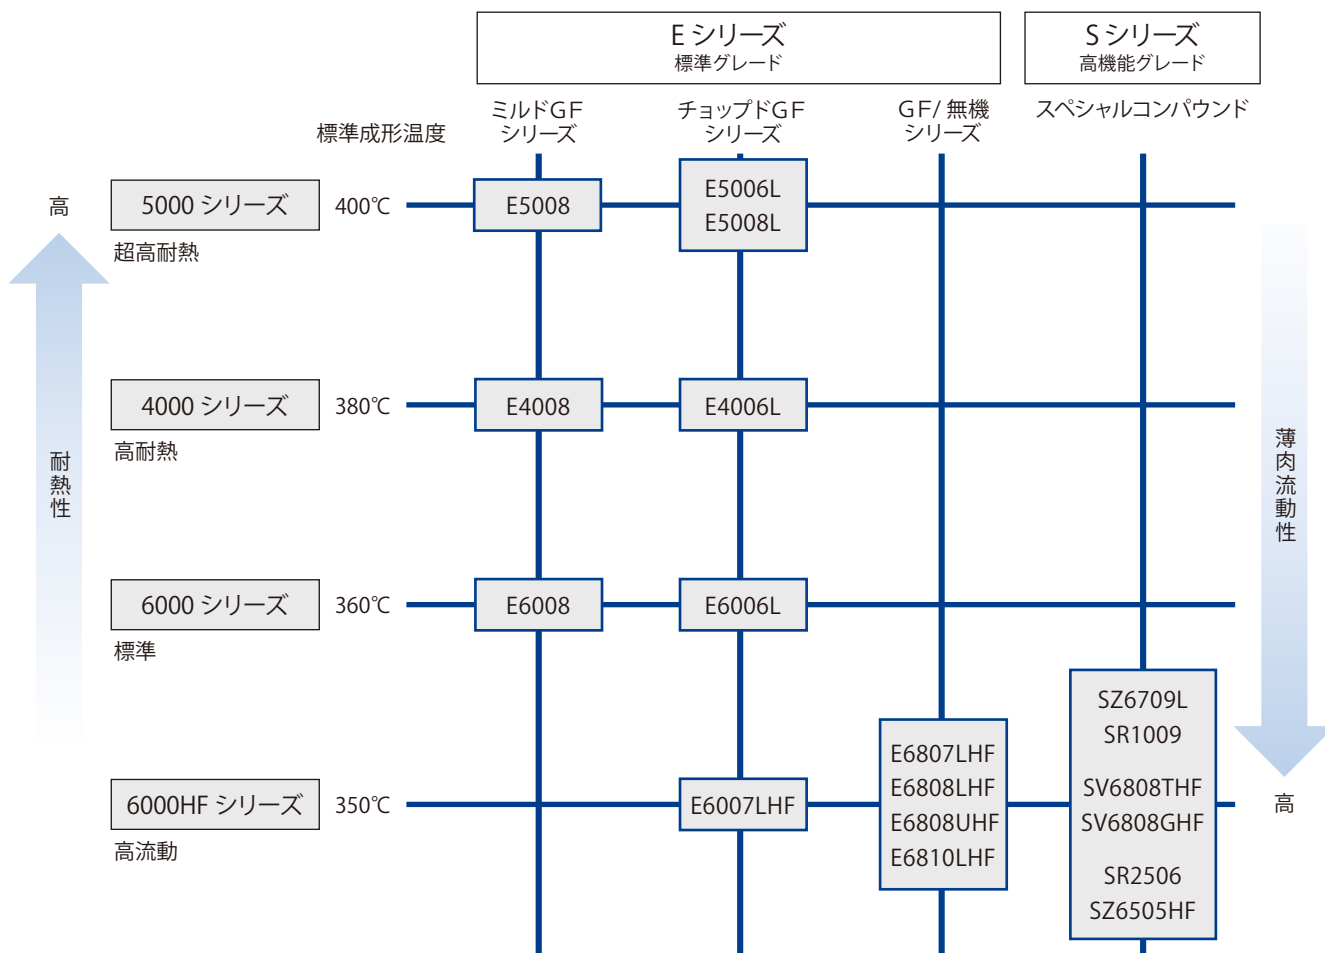 E シリーズ
標準グレード
S シリーズ
高機能グレード
標準成形温度
ミルドGF
シリーズ
チョップドGF
シリーズ
GF/ 無機
シリーズ
スペシャルコンパウンド
高
5000 シリーズ
400℃
超高耐熱
E5008
E5006L
E5008L
4000 シリーズ
380℃
高耐熱
E4008
E4006L
耐熱性
薄肉流動性
6000 シリーズ
360℃
標準
E6008
E6006L
6000HF シリーズ
350℃
高流動
E6007LHF
E6807LHF
E6808LHF
E6808UHF
E6810LHF
SZ6709L
SR1009
SV6808THF
SV6808GHF
SR2506
SZ6505HF
高